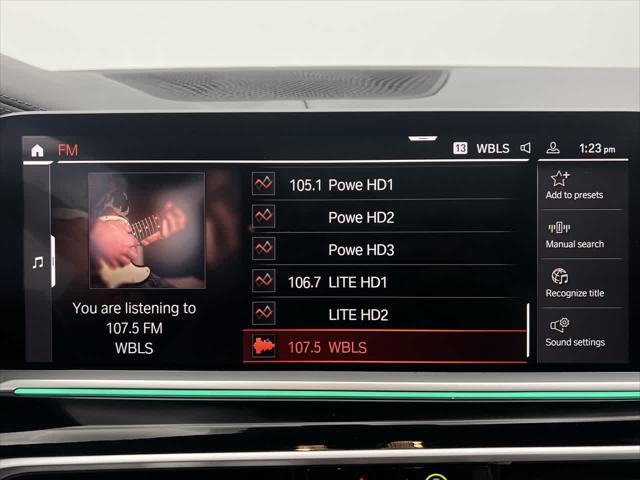 FM
13 WBLS
1:23 pm
105.1 Powe HD1
Powe HD2
Powe HD3
106.7 LITE HD1
LITE HD2
107.5 WBLS
You are listening to
107.5 FM
WBLS
Add to presets
Manual search
Recognize title
Sound settings